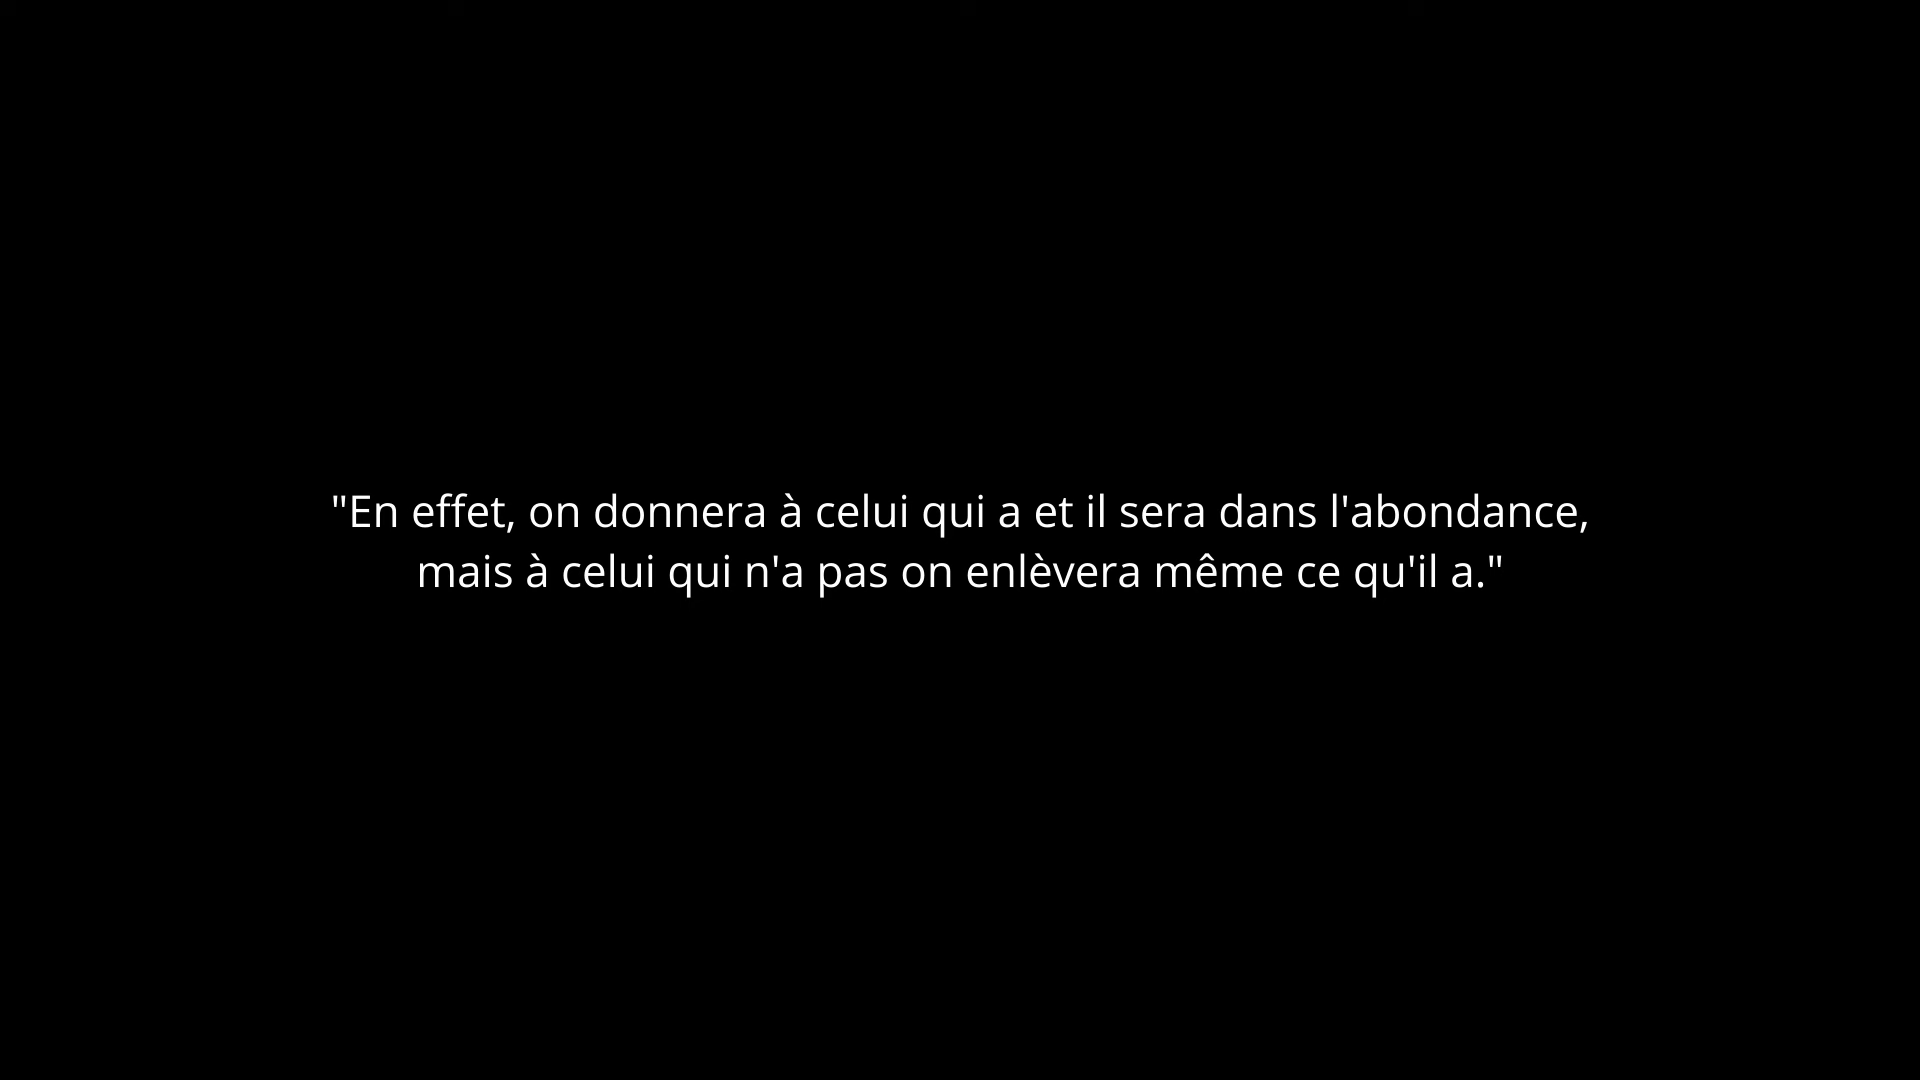 "En effet, on donnera à celui qui a et il sera dans l'abondance,
mais à celui qui n'a pas on enlèvera même ce qu'il a."